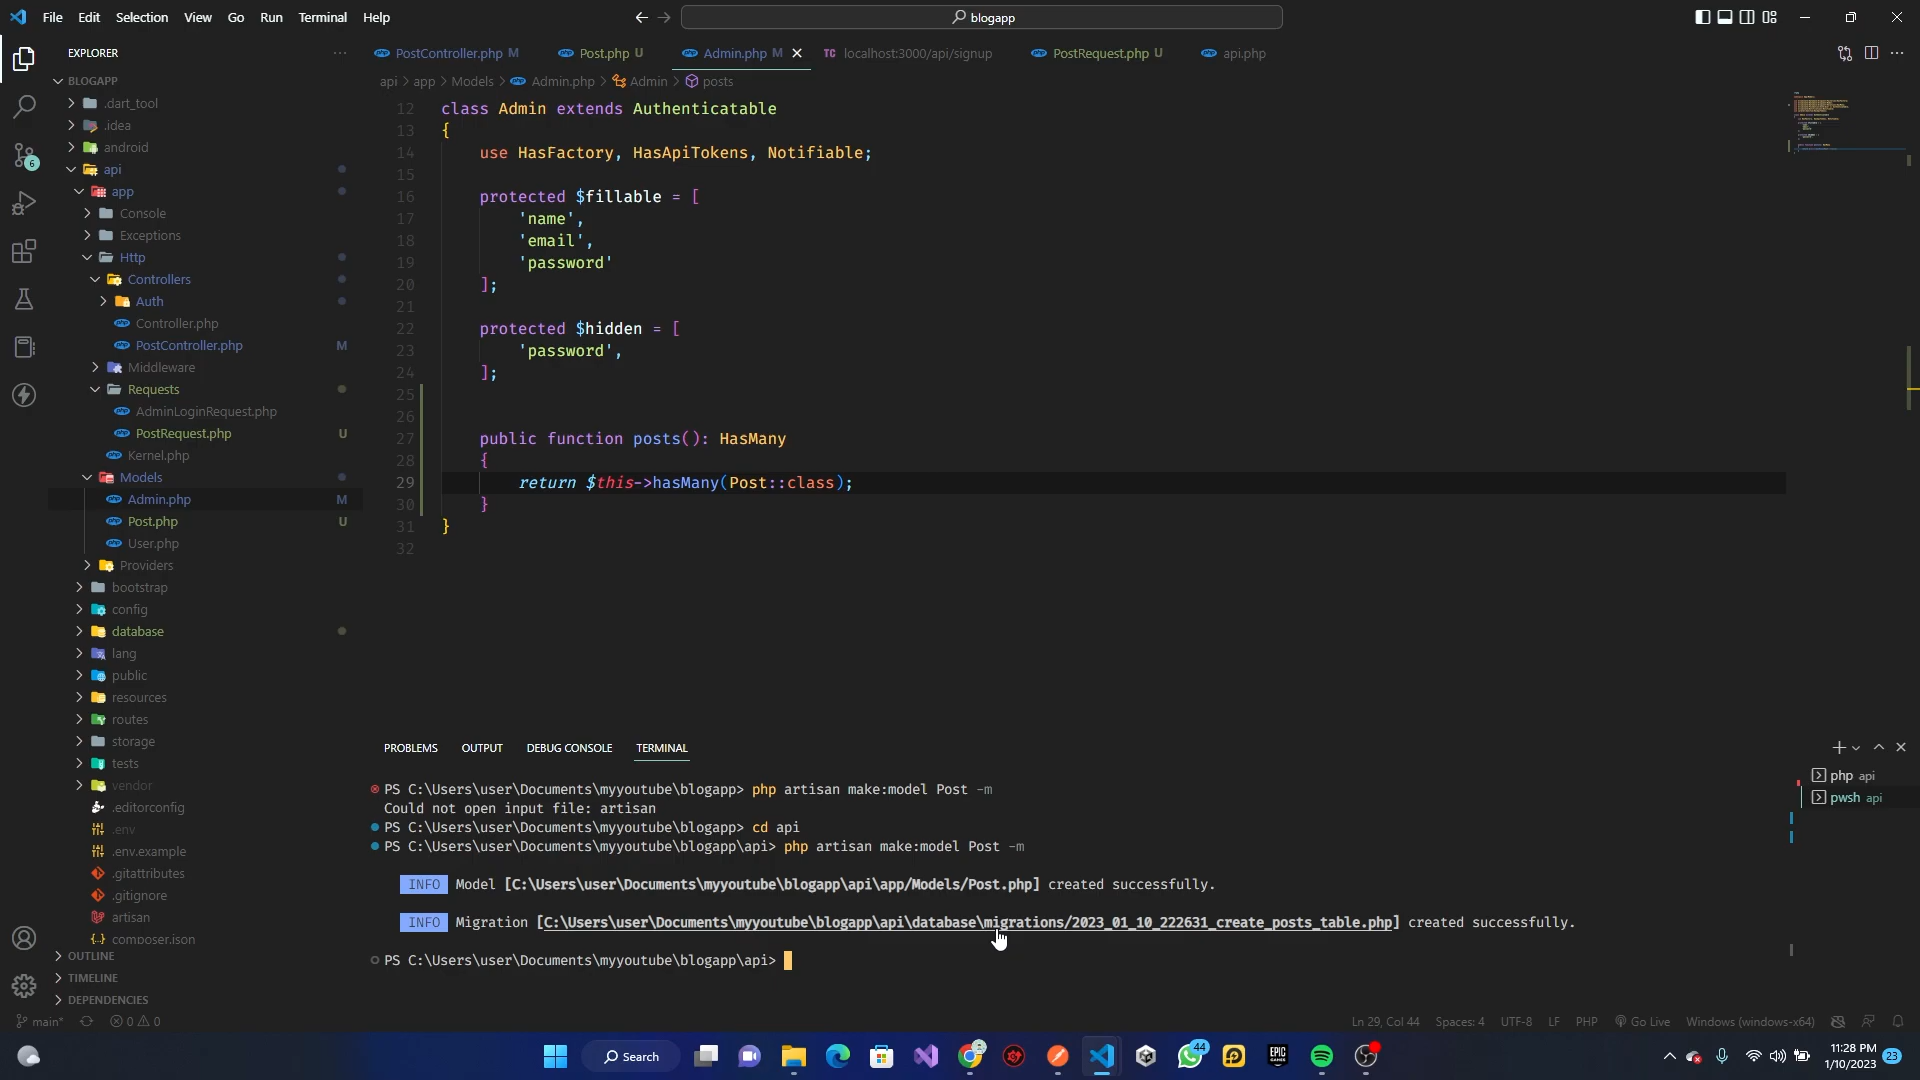 File Edit Selection View Go Run Terminal Help
blogapp
EXPLORER
PostController.php M
Post.php U
Admin.php M
localhost:3000/api/signup
PostRequest.php U
api.php
api > app > Models > Admin.php > Admin > posts
BLOGAPP
.dart_tool
.idea
android
api
app
Console
Exceptions
Http
Controllers
Auth
Controller.php
PostController.php M
Middleware
Requests
AdminLoginRequest.php
PostRequest.php U
Kernel.php
Models
Admin.php M
Post.php U
User.php
Providers
bootstrap
config
database
lang
public
resources
routes
storage
tests
vendor
.editorconfig
.env
.env.example
.gitattributes
.gitignore
artisan
composer.json
OUTLINE
TIMELINE
DEPENDENCIES
6
12 class Admin extends Authenticatable
13 {
14 use HasFactory, HasApiTokens, Notifiable;
15
16 protected $fillable = [
17 'name',
18 'email',
19 'password'
20 ];
21
22 protected $hidden = [
23 'password',
24 ];
25
26
27 public function posts(): HasMany
28 {
29 return $this->hasMany(Post::class);
30 }
31 }
32
PROBLEMS OUTPUT DEBUG CONSOLE TERMINAL
php api
pwsh api
PS C:\Users\user\Documents\myyoutube\blogapp> php artisan make:model Post -m
Could not open input file: artisan
PS C:\Users\user\Documents\myyoutube\blogapp> cd api
PS C:\Users\user\Documents\myyoutube\blogapp\api> php artisan make:model Post -m
INFO Model [C:\Users\user\Documents\myyoutube\blogapp\api\app/Models/Post.php] created successfully.
INFO Migration [C:\Users\user\Documents\myyoutube\blogapp\api\database\migrations/2023_01_10_222631_create_posts_table.php] created successfully.
PS C:\Users\user\Documents\myyoutube\blogapp\api>
main* 0 0 Ln 29, Col 44 Spaces: 4 UTF-8 LF PHP Go Live Windows (windows-x64)
Search
44
EPIC GAMES
11:28 PM
1/10/2023
23